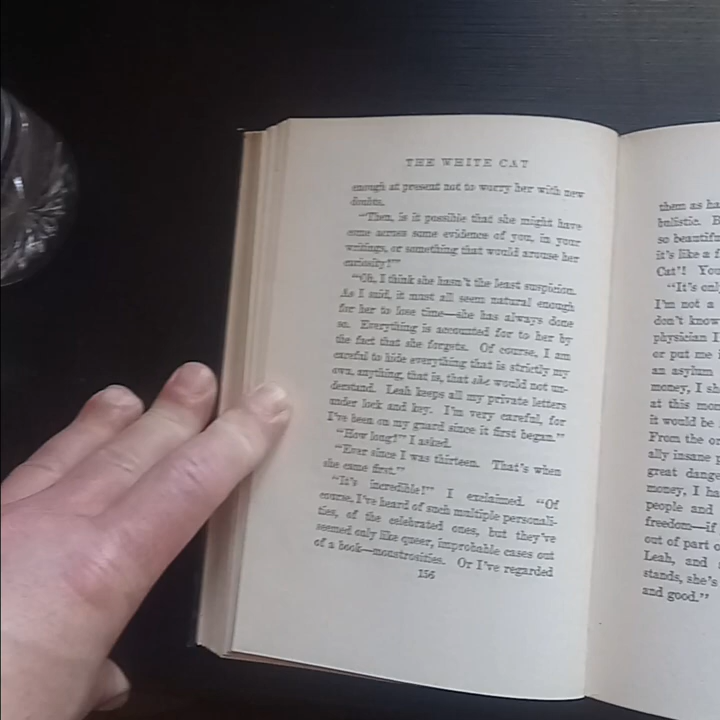 THE WHITE CAT
enough at present not to worry her with new
doubts.
"Then, is it possible that she might have
come across some evidence of you, in your
writings, or something that would arouse her
curiosity?"
"Oh, I think she hasn't the least suspicion.
As I said, it must all seem natural enough
for her to lose time—she has always done
so. Everything is accounted for to her by
the fact that she forgets. Of course, I am
careful to hide everything that is strictly my
own, anything, that is, that she would not un-
derstand. Leah keeps all my private letters
under lock and key. I'm very careful, for
I've been on my guard since it first began."
"How long?" I asked.
"Ever since I was thirteen. That's when
she came first."
"It's incredible!" I exclaimed. "Of
course, I've heard of such multiple personali-
ties, of the celebrated ones, but they've
seemed only like queer, improbable cases out
of a book—monstrosities. Or I've regarded
156
them as ha
bolistic. B
so beautifu
it's like a f
Cat'! You
"It's only
I'm not a
don't know
physician I
or put me i
an asylum
money, I sh
at this mor
it would be
From the or
ally insane p
great dange
money, I ha
people and
freedom—if
out of part o
Leah, and
stands, she's
and good."